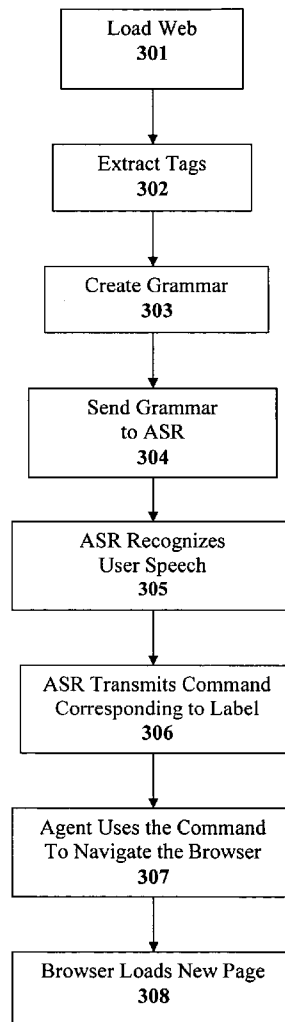 Load Web
301
Extract Tags
302
Create Grammar
303
Send Grammar
to ASR
304
ASR Recognizes
User Speech
305
ASR Transmits Command
Corresponding to Label
306
Agent Uses the Command
To Navigate the Browser
307
Browser Loads New Page
308